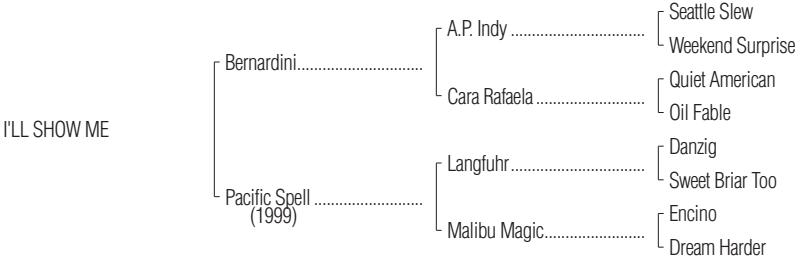 Seattle Slew
A.P. Indy ................................
Weekend Surprise
Bernardini..............................
Quiet American
Cara Rafaela ..........................
Oil Fable
I'LL SHOW ME
Danzig
Langfuhr................................
Sweet Briar Too
Pacific Spell ..........................
(1999)
Encino
Malibu Magic........................
Dream Harder